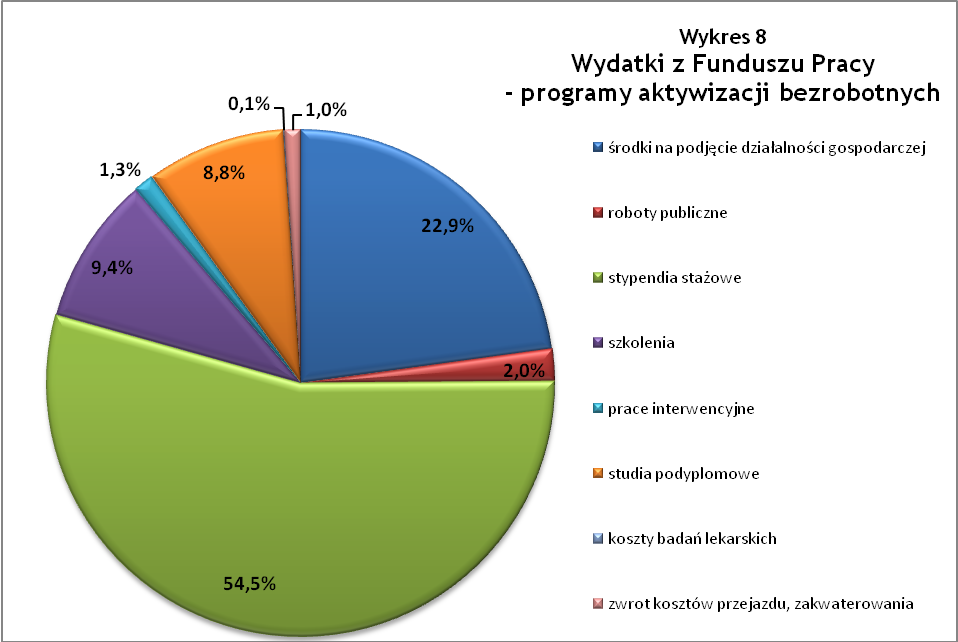 Wykres 8
Wydatki z Funduszu Pracy
- programy aktywizacji bezrobotnych
0,1%
1,0%
1,3%
8,8%
22,9%
9,4%
2,0%
54,5%
środki na podjęcie działalności gospodarczej
roboty publiczne
stypendia stażowe
szkolenia
prace interwencyjne
studia podyplomowe
koszty badań lekarskich
zwrot kosztów przejazdu, zakwaterowania